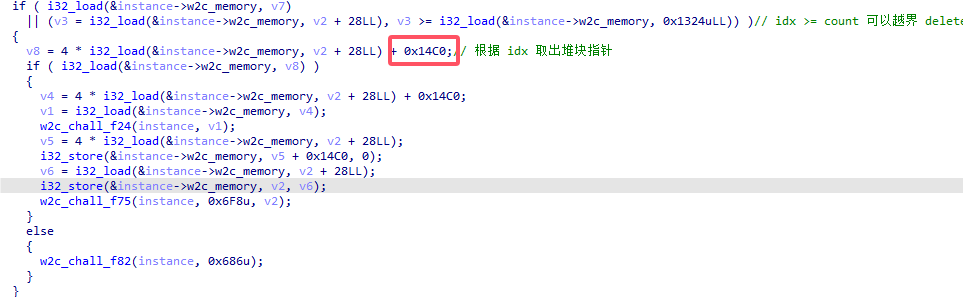 if ( i32_load(&instance->w2c_memory, v7)
|| (v3 = i32_load(&instance->w2c_memory, v2 + 28LL), v3 >= i32_load(&instance->w2c_memory, 0x1324uLL)) )// idx >= count 可以越界 delete
{
v8 = 4 * i32_load(&instance->w2c_memory, v2 + 28LL) + 0x14C0;// 根据 idx 取出堆块指针
if ( i32_load(&instance->w2c_memory, v8) )
{
v4 = 4 * i32_load(&instance->w2c_memory, v2 + 28LL) + 0x14C0;
v1 = i32_load(&instance->w2c_memory, v4);
w2c_chall_f24(instance, v1);
v5 = 4 * i32_load(&instance->w2c_memory, v2 + 28LL);
i32_store(&instance->w2c_memory, v5 + 0x14C0, 0);
v6 = i32_load(&instance->w2c_memory, v2 + 28LL);
i32_store(&instance->w2c_memory, v2, v6);
w2c_chall_f75(instance, 0x6F8u, v2);
}
else
{
w2c_chall_f82(instance, 0x686u);
}
}